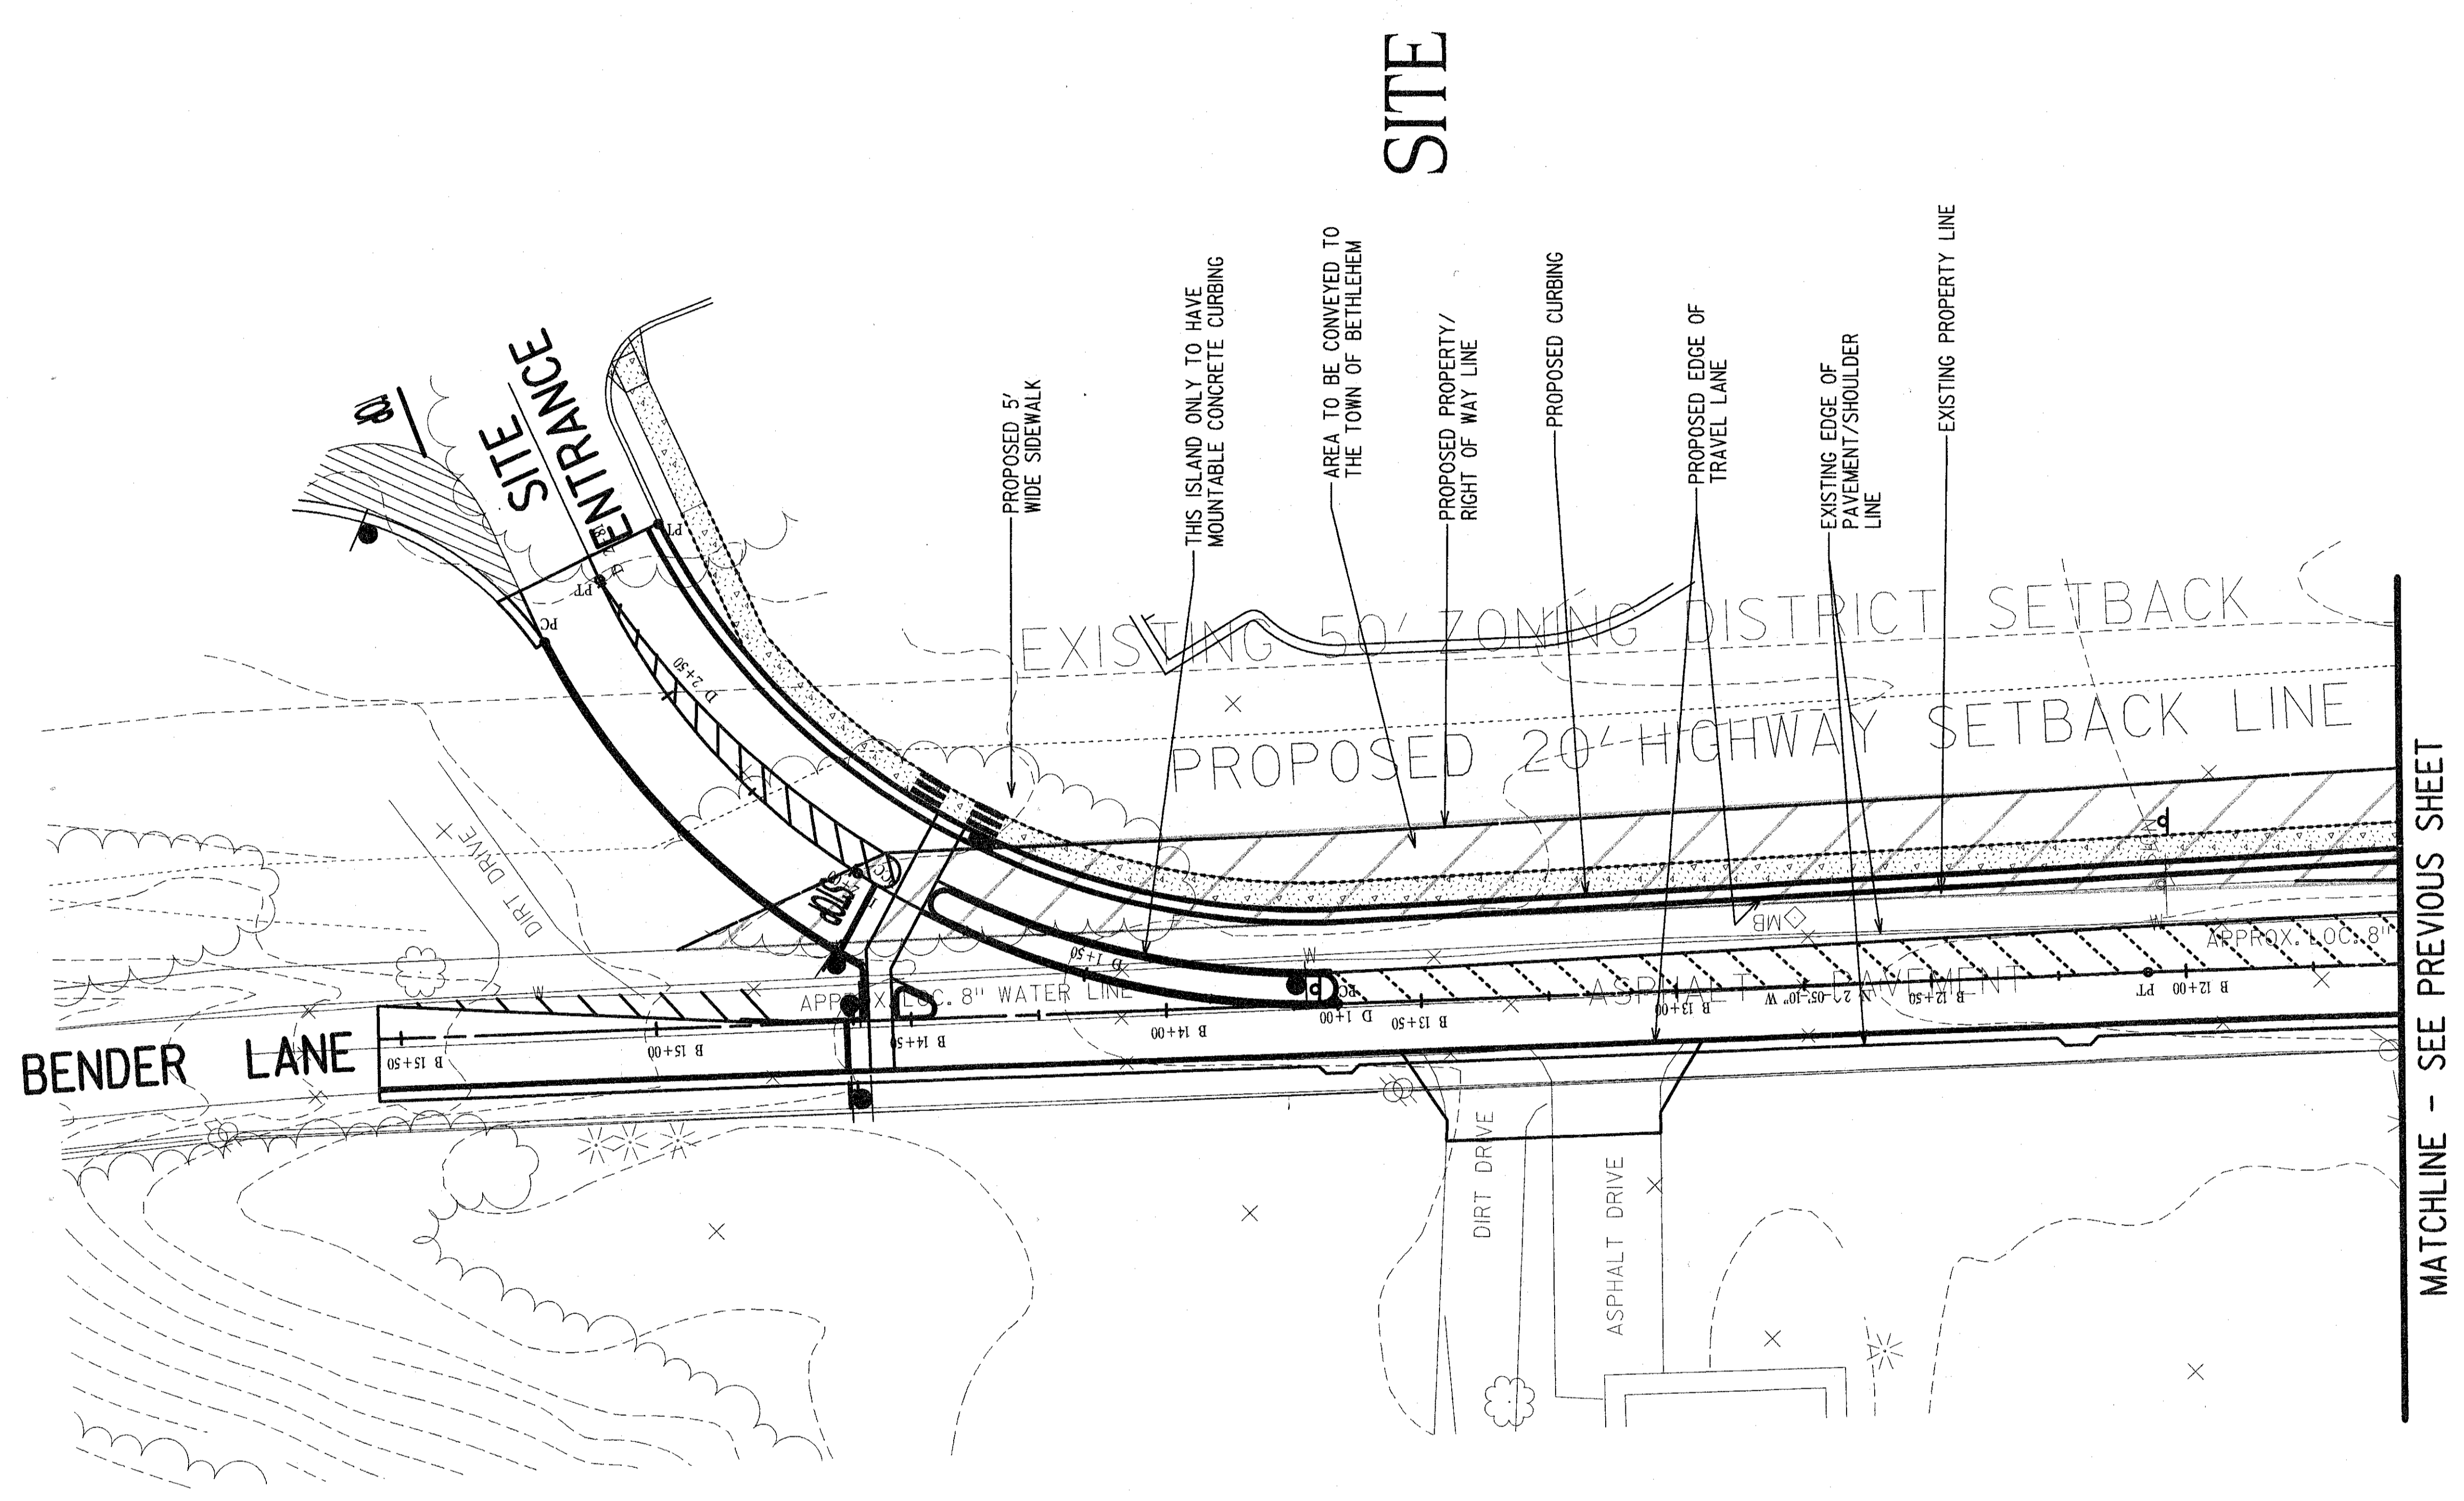 SITE
SITE
ENTRANCE
PROPOSED 5'
WIDE SIDEWALK
THIS ISLAND ONLY TO HAVE
MOUNTABLE CONCRETE CURBING
AREA TO BE CONVEYED TO
THE TOWN OF BETHLEHEM
PROPOSED PROPERTY/
RIGHT OF WAY LINE
PROPOSED CURBING
PROPOSED EDGE OF
TRAVEL LANE
EXISTING EDGE OF
PAVEMENT/SHOULDER
LINE
EXISTING PROPERTY LINE
PT
PT
PC
D 2+50
EXISTING 50' ZONING DISTRICT SETBACK
PROPOSED 20' HIGHWAY SETBACK LINE
DIRT DRIVE
STOP
MB
W
W
W
APPROX. LOC. 8"
D 1+50
APPROX. LOC. 8" WATER LINE
ASPHALT PAVEMENT
PC
D 1+00
PT
BENDER LANE
B 15+50
B 15+00
B 14+50
B 14+00
B 13+50
B 13+00
N 2°-05'-10" W
B 12+50
B 12+00
DIRT DRIVE
ASPHALT DRIVE
MATCHLINE - SEE PREVIOUS SHEET